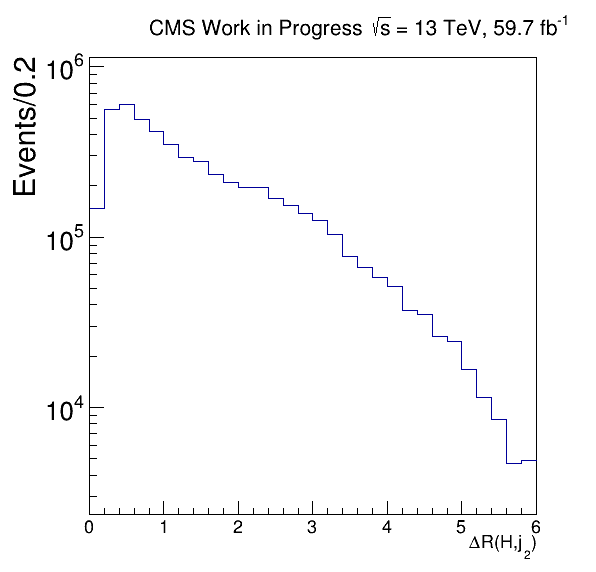 CMS Work in Progress √s = 13 TeV, 59.7 fb⁻¹
Events/0.2
10⁶
10⁵
10⁴
0 1 2 3 4 5 6
ΔR(H,j₂)